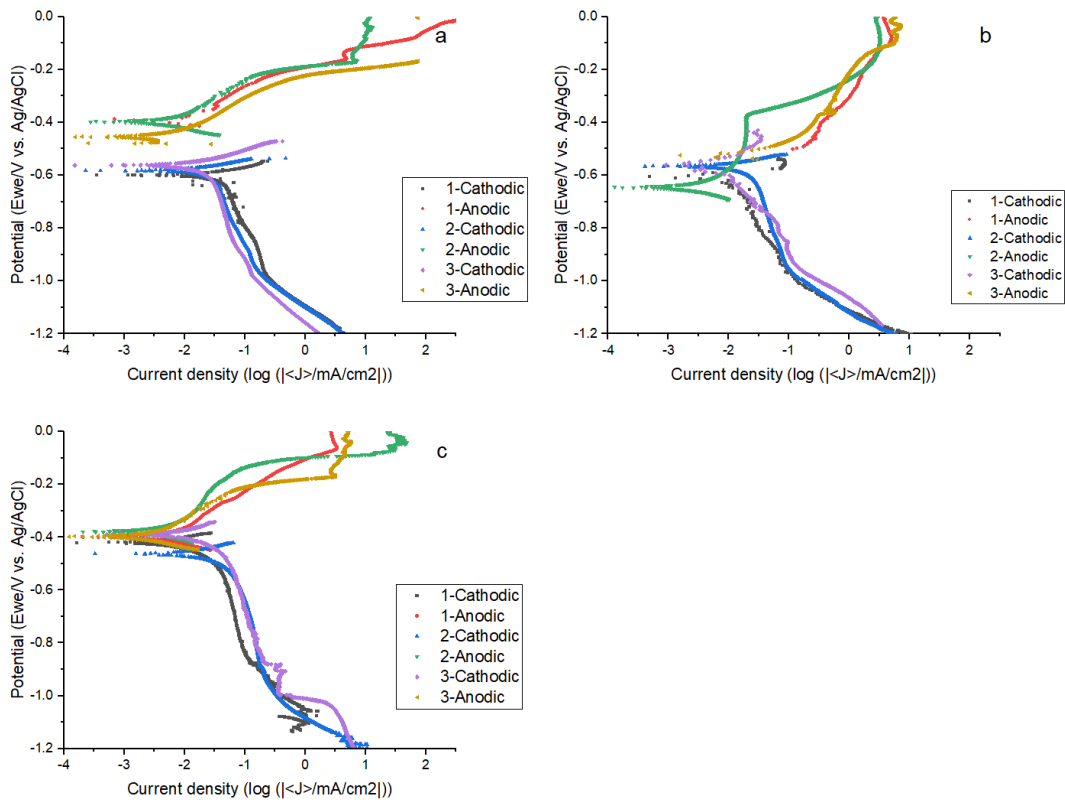 a
Potential (Ewe/V vs. Ag/AgCl)
0.0
-0.2
-0.4
-0.6
-0.8
-1.0
-1.2
1-Cathodic
1-Anodic
2-Cathodic
2-Anodic
3-Cathodic
3-Anodic
-4 -3 -2 -1 0 1 2
Current density (log (|<J>/mA/cm2|))
b
Potential (Ewe/V vs. Ag/AgCl)
0.0
-0.2
-0.4
-0.6
-0.8
-1.0
-1.2
1-Cathodic
1-Anodic
2-Cathodic
2-Anodic
3-Cathodic
3-Anodic
-4 -3 -2 -1 0 1 2
Current density (log (|<J>/mA/cm2|))
c
Potential (Ewe/V vs. Ag/AgCl)
0.0
-0.2
-0.4
-0.6
-0.8
-1.0
-1.2
1-Cathodic
1-Anodic
2-Cathodic
2-Anodic
3-Cathodic
3-Anodic
-4 -3 -2 -1 0 1 2
Current density (log (|<J>/mA/cm2|))